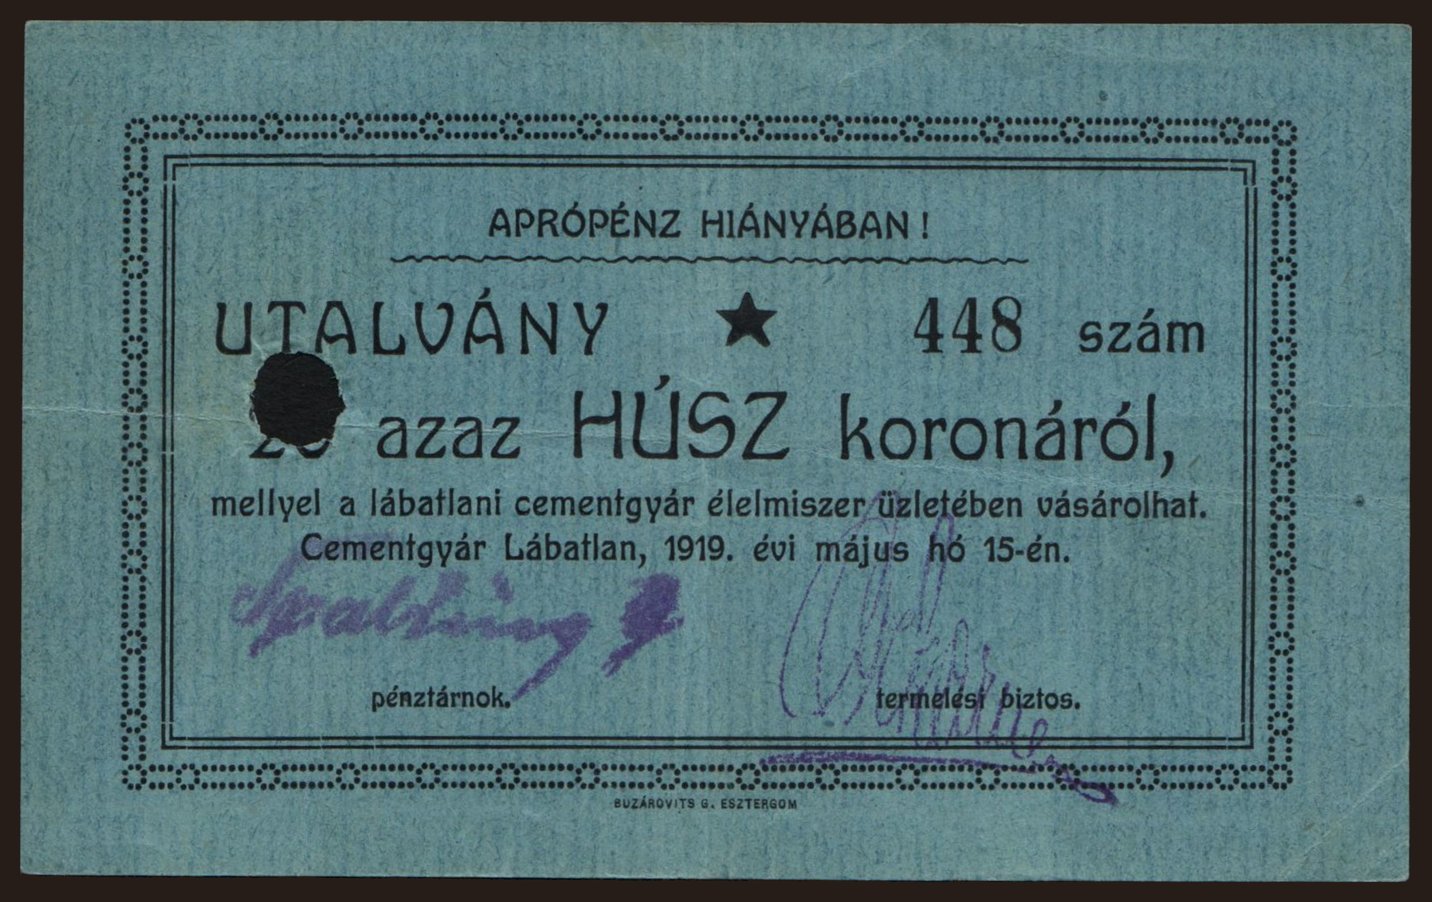 APRÓPÉNZ HIÁNYÁBAN!
UTALVÁNY ★ 448 szám
20 azaz HÚSZ koronáról,
mellyel a lábatlani cementgyár élelmiszer üzletében vásárolhat.
Cementgyár Lábatlan, 1919. évi május hó 15-én.
pénztárnok. termelési biztos.
BUZÁROVITS G. ESZTERGOM